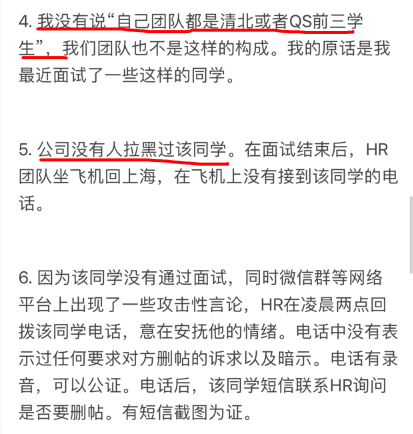 4. 我没有说“自己团队都是清北或者QS前三学
生”，我们团队也不是这样的构成。我的原话是我
最近面试了一些这样的同学。
5. 公司没有人拉黑过该同学。在面试结束后，HR
团队坐飞机回上海，在飞机上没有接到该同学的电
话。
6. 因为该同学没有通过面试，同时微信群等网络
平台上出现了一些攻击性言论，HR在凌晨两点回
拨该同学电话，意在安抚他的情绪。电话中没有表
示过任何要求对方删帖的诉求以及暗示。电话有录
音，可以公证。电话后，该同学短信联系HR询问
是否要删帖。有短信截图为证。